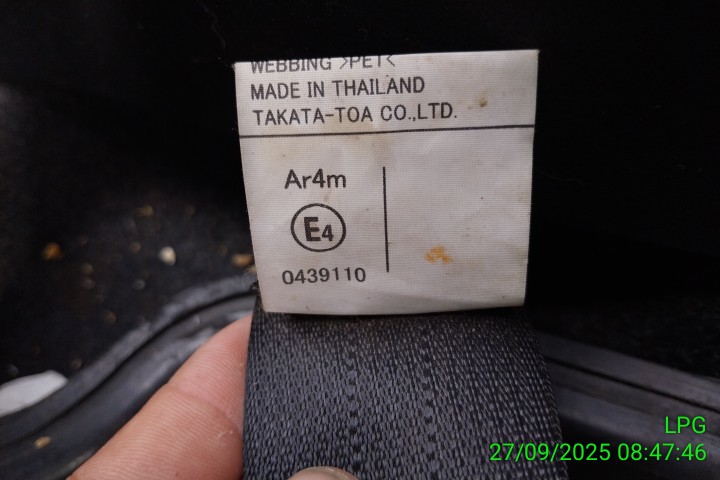 WEBBING >PET<
MADE IN THAILAND
TAKATA-TOA CO.,LTD.
Ar4m
E4
0439110
LPG
27/09/2025 08:47:46